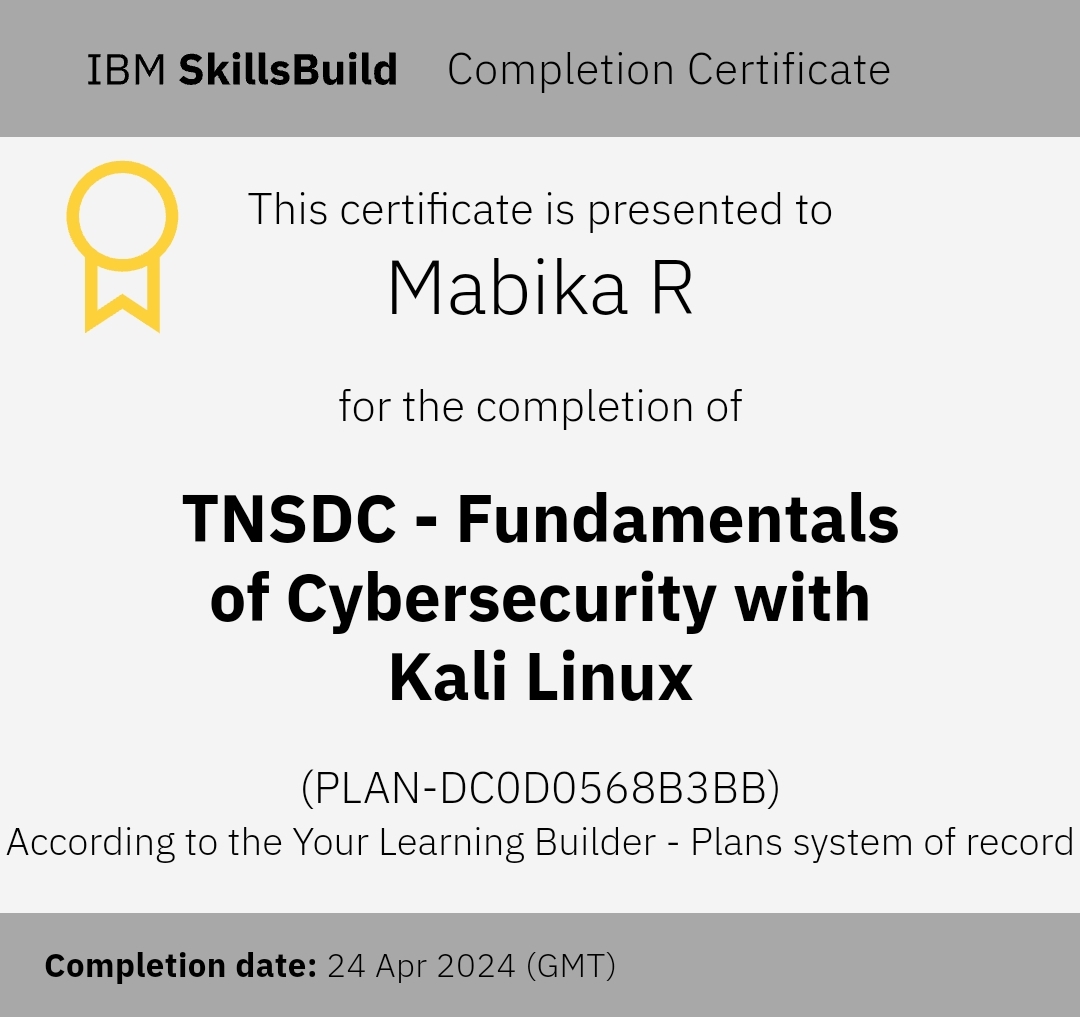 IBM SkillsBuild Completion Certificate
This certificate is presented to
Mabika R
for the completion of
TNSDC - Fundamentals
of Cybersecurity with
Kali Linux
(PLAN-DC0D0568B3BB)
According to the Your Learning Builder - Plans system of record
Completion date: 24 Apr 2024 (GMT)